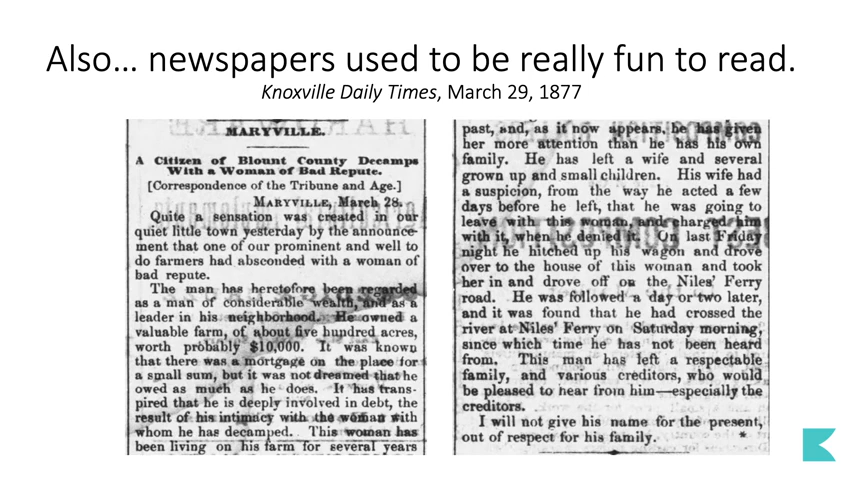 Also... newspapers used to be really fun to read.
Knoxville Daily Times, March 29, 1877
MARYVILLE.
A Citizen of Blount County Decamps
With a Woman of Bad Repute.
[Correspondence of the Tribune and Age.]
MARYVILLE, March 28.
Quite a sensation was created in our
quiet little town yesterday by the announce-
ment that one of our prominent and well to
do farmers had absconded with a woman of
bad repute.
The man has heretofore been regarded
as a man of considerable wealth, and as a
leader in his neighborhood. He owned a
valuable farm, of about five hundred acres,
worth probably $10,000. It was known
that there was a mortgage on the place for
a small sum, but it was not dreamed that he
owed as much as he does. It has trans-
pired that he is deeply involved in debt, the
result of his intimacy with the woman with
whom he has decamped. This woman has
been living on his farm for several years
past, and, as it now appears, he has given
her more attention than he has his own
family. He has left a wife and several
grown up and small children. His wife had
a suspicion, from the way he acted a few
days before he left, that he was going to
leave with this woman, and charged him
with it, when he denied it. On last Friday
night he hitched up his wagon and drove
over to the house of this woman and took
her in and drove off on the Niles' Ferry
road. He was followed a day or two later,
and it was found that he had crossed the
river at Niles' Ferry on Saturday morning,
since which time he has not been heard
from. This man has left a respectable
family, and various creditors, who would
be pleased to hear from him—especially the
creditors.
I will not give his name for the present,
out of respect for his family. *